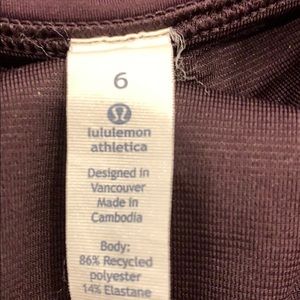 6
lululemon
athletica
Designed in
Vancouver
Made in
Cambodia
Body:
86% Recycled
polyester
14% Elastane